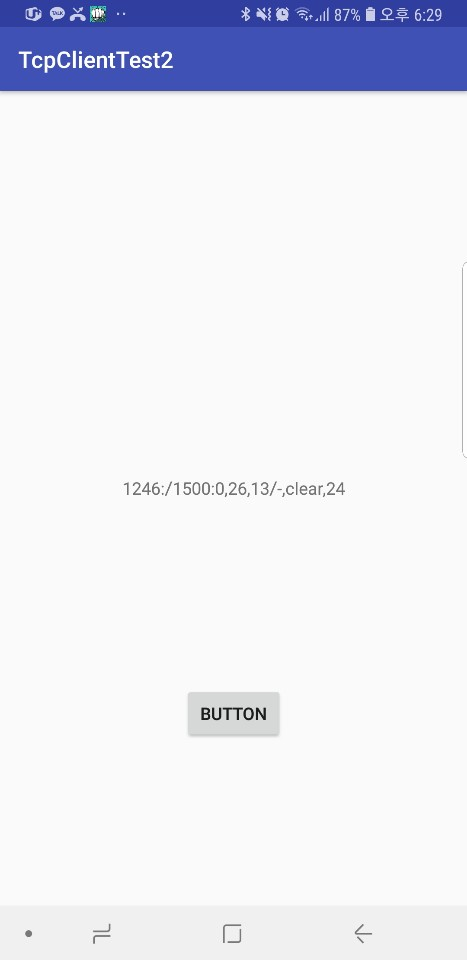 87% 오후 6:29
TcpClientTest2
1246:/1500:0,26,13/-,clear,24
BUTTON